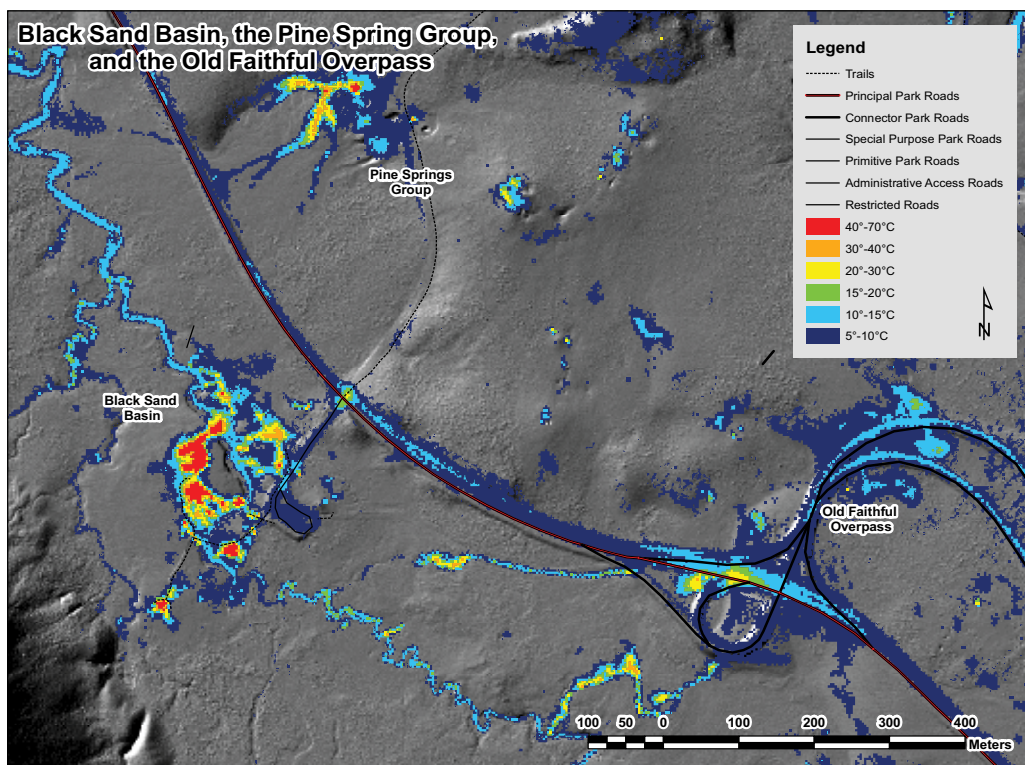 Black Sand Basin, the Pine Spring Group,
and the Old Faithful Overpass
Legend
Trails
Principal Park Roads
Connector Park Roads
Special Purpose Park Roads
Primitive Park Roads
Administrative Access Roads
Restricted Roads
40°-70°C
30°-40°C
20°-30°C
15°-20°C
10°-15°C
5°-10°C
N
Pine Springs
Group
Black Sand
Basin
Old Faithful
Overpass
100 50 0 100 200 300 400
Meters